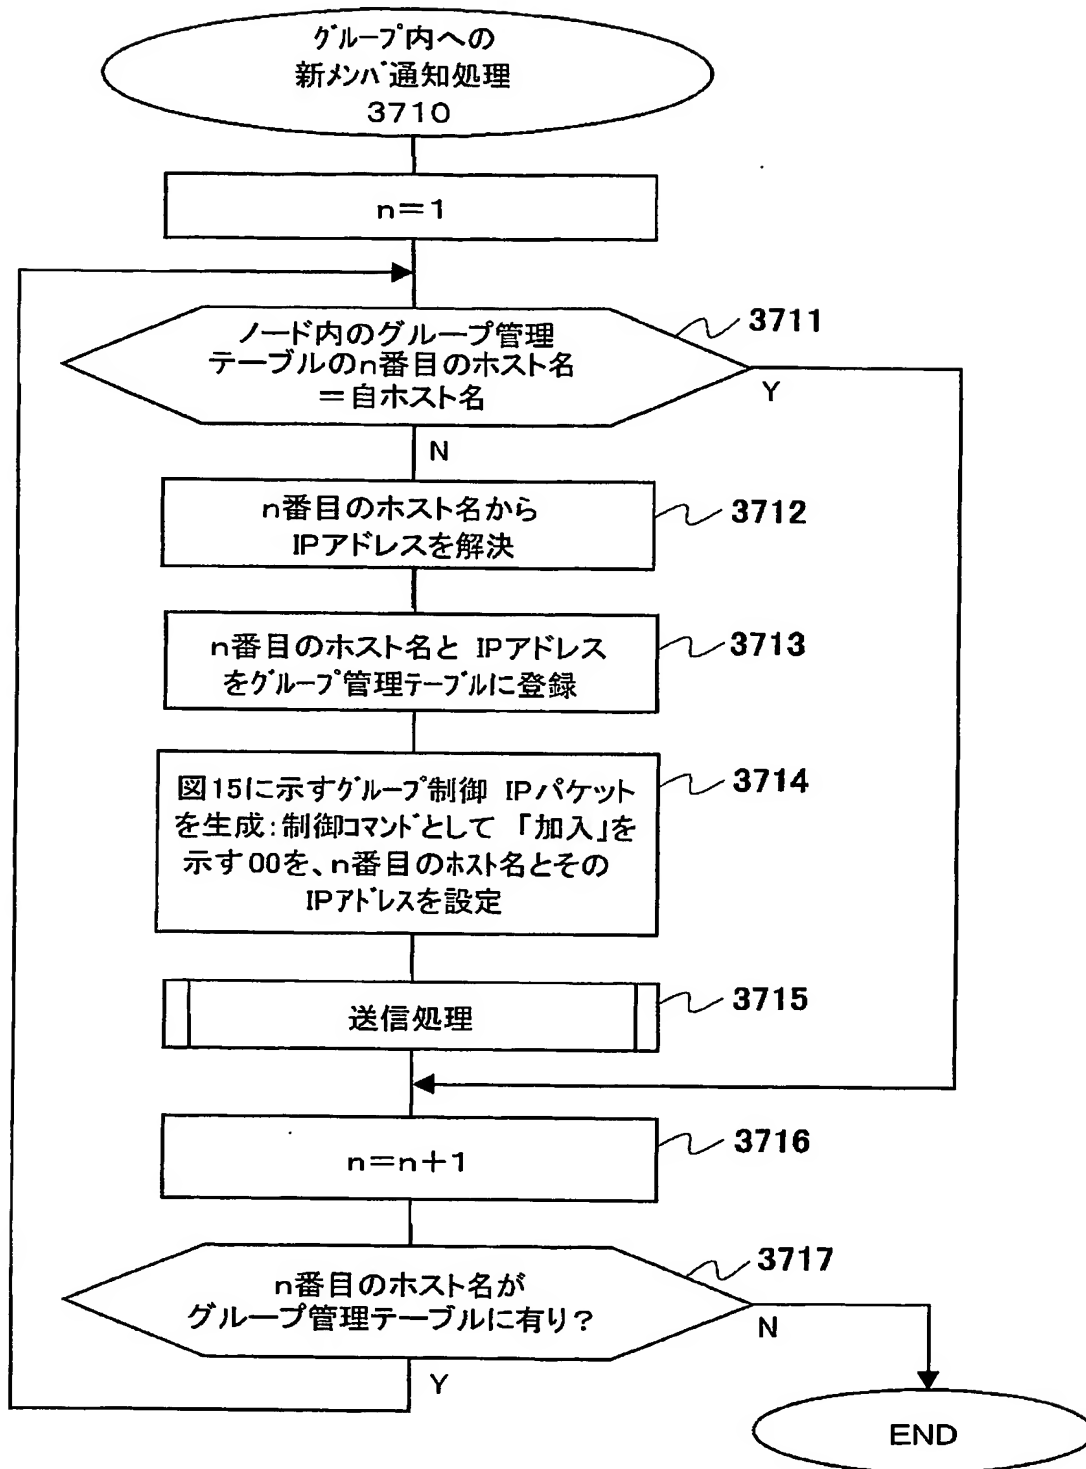 グループ内への
新メンバ通知処理
3710
n=1
ノード内のグループ管理
テーブルのn番目のホスト名
=自ホスト名
3711
Y
N
n番目のホスト名から
IPアドレスを解決
3712
n番目のホスト名と IPアドレス
をグループ管理テーブルに登録
3713
図15に示すグループ制御 IPパケット
を生成:制御コマンドとして 「加入」を
示す00を、n番目のホスト名とその
IPアドレスを設定
3714
送信処理
3715
n=n+1
3716
n番目のホスト名が
グループ管理テーブルに有り?
3717
N
Y
END